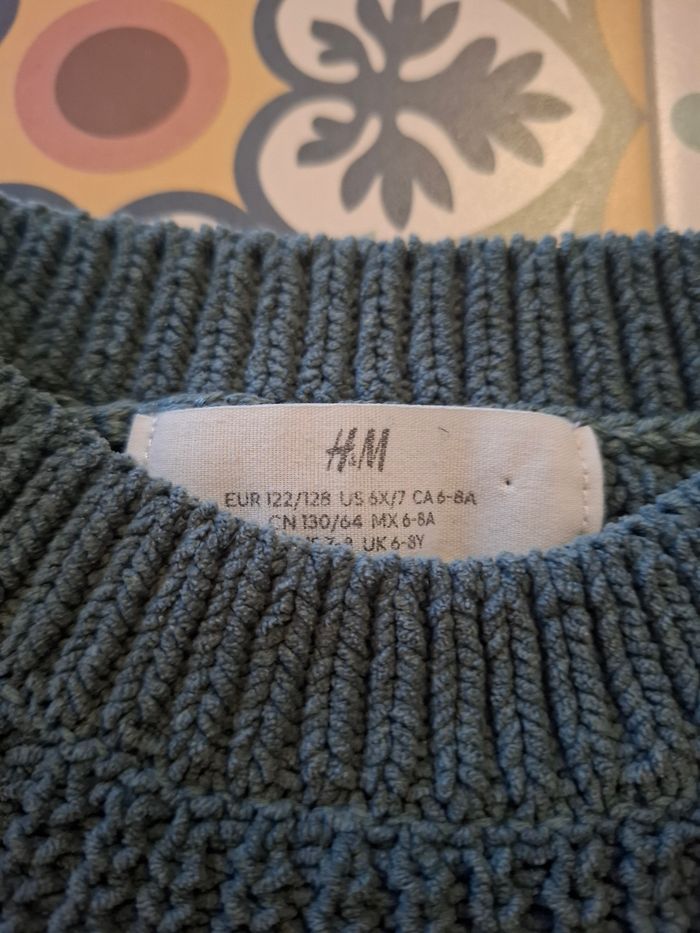 H&M
EUR 122/128 US 6X/7 CA 6-8A
CN 130/64 MX 6-8A
UK 6-8Y